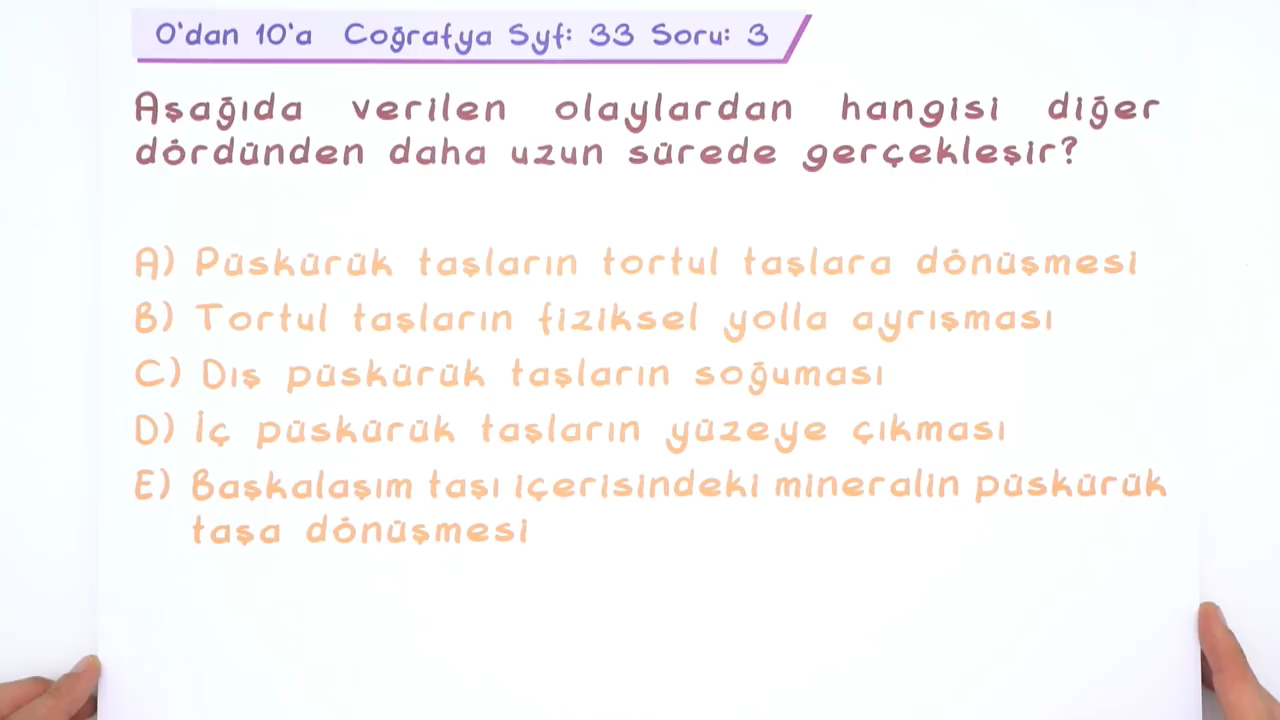 0'dan 10'a Coğrafya Syf: 33 Soru: 3
Aşağıda verilen olaylardan hangisi diğer
dördünden daha uzun sürede gerçekleşir?
A) Püskürük taşların tortul taşlara dönüşmesi
B) Tortul taşların fiziksel yolla ayrışması
C) Dış püskürük taşların soğuması
D) İç püskürük taşların yüzeye çıkması
E) Başkalaşım taşı içerisindeki mineralin püskürük
taşa dönüşmesi